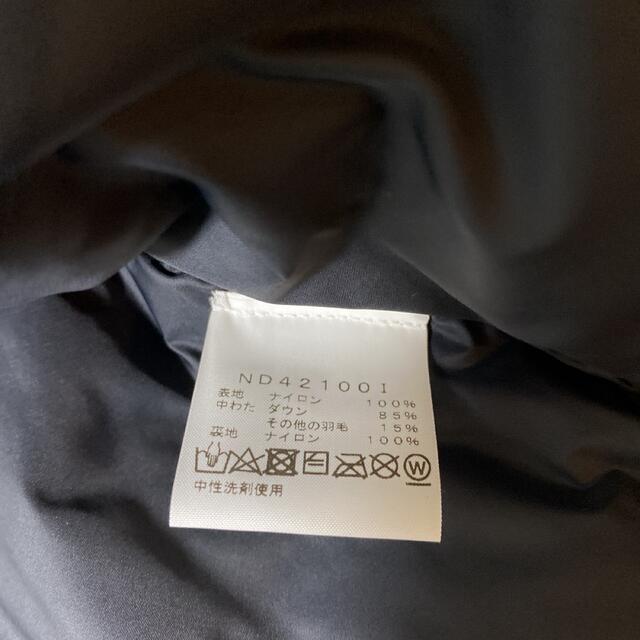 ND42100I
表地 ナイロン 100%
中わた ダウン 85%
その他の羽毛 15%
裏地 ナイロン 100%
W
中性洗剤使用